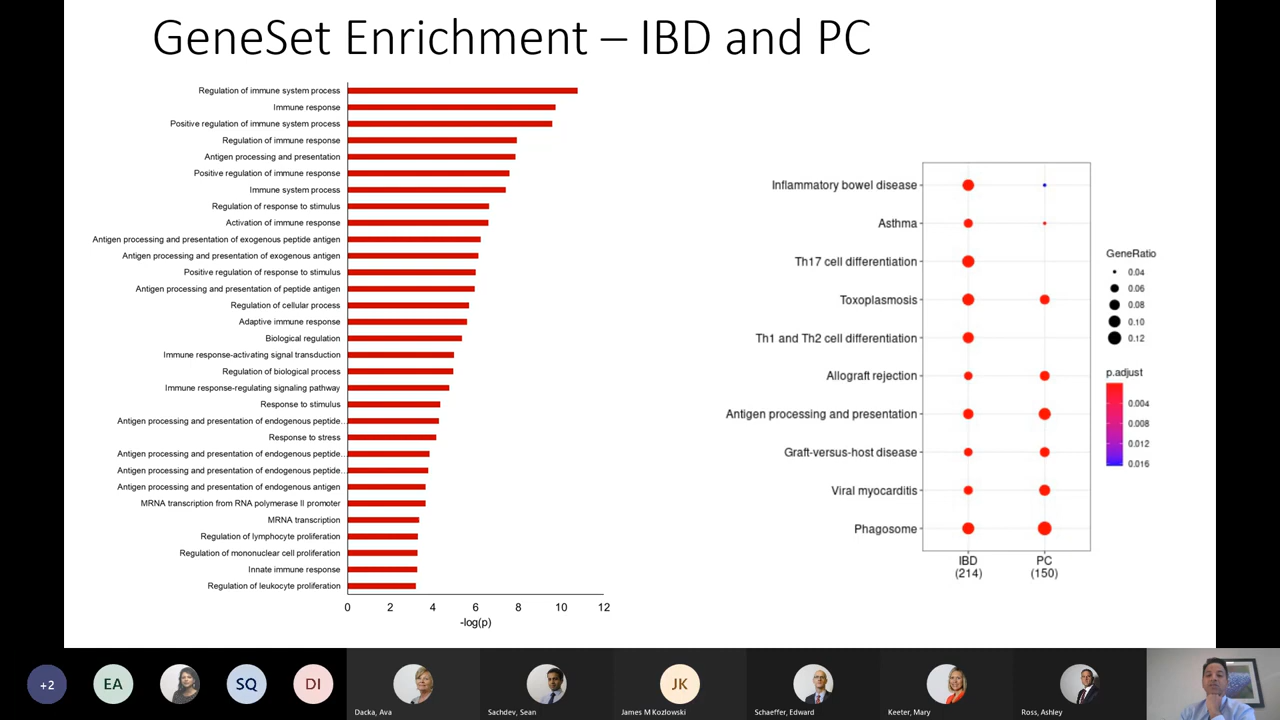 GeneSet Enrichment – IBD and PC
Regulation of immune system process
Immune response
Positive regulation of immune system process
Regulation of immune response
Antigen processing and presentation
Positive regulation of immune response
Immune system process
Regulation of response to stimulus
Activation of immune response
Antigen processing and presentation of exogenous peptide antigen
Antigen processing and presentation of exogenous antigen
Positive regulation of response to stimulus
Antigen processing and presentation of peptide antigen
Regulation of cellular process
Adaptive immune response
Biological regulation
Immune response-activating signal transduction
Regulation of biological process
Immune response-regulating signaling pathway
Response to stimulus
Antigen processing and presentation of endogenous peptide...
Response to stress
Antigen processing and presentation of endogenous peptide...
Antigen processing and presentation of endogenous peptide...
Antigen processing and presentation of endogenous antigen
MRNA transcription from RNA polymerase II promoter
MRNA transcription
Regulation of lymphocyte proliferation
Regulation of mononuclear cell proliferation
Innate immune response
Regulation of leukocyte proliferation
0 2 4 6 8 10 12
-log(p)
Inflammatory bowel disease
Asthma
Th17 cell differentiation
Toxoplasmosis
Th1 and Th2 cell differentiation
Allograft rejection
Antigen processing and presentation
Graft-versus-host disease
Viral myocarditis
Phagosome
IBD PC
(214) (150)
GeneRatio
0.04
0.06
0.08
0.10
0.12
p.adjust
0.004
0.008
0.012
0.016
+2 EA SQ DI JK
Dacka, Ava Sachdev, Sean James M Kozlowski Schaeffer, Edward Keeter, Mary Ross, Ashley